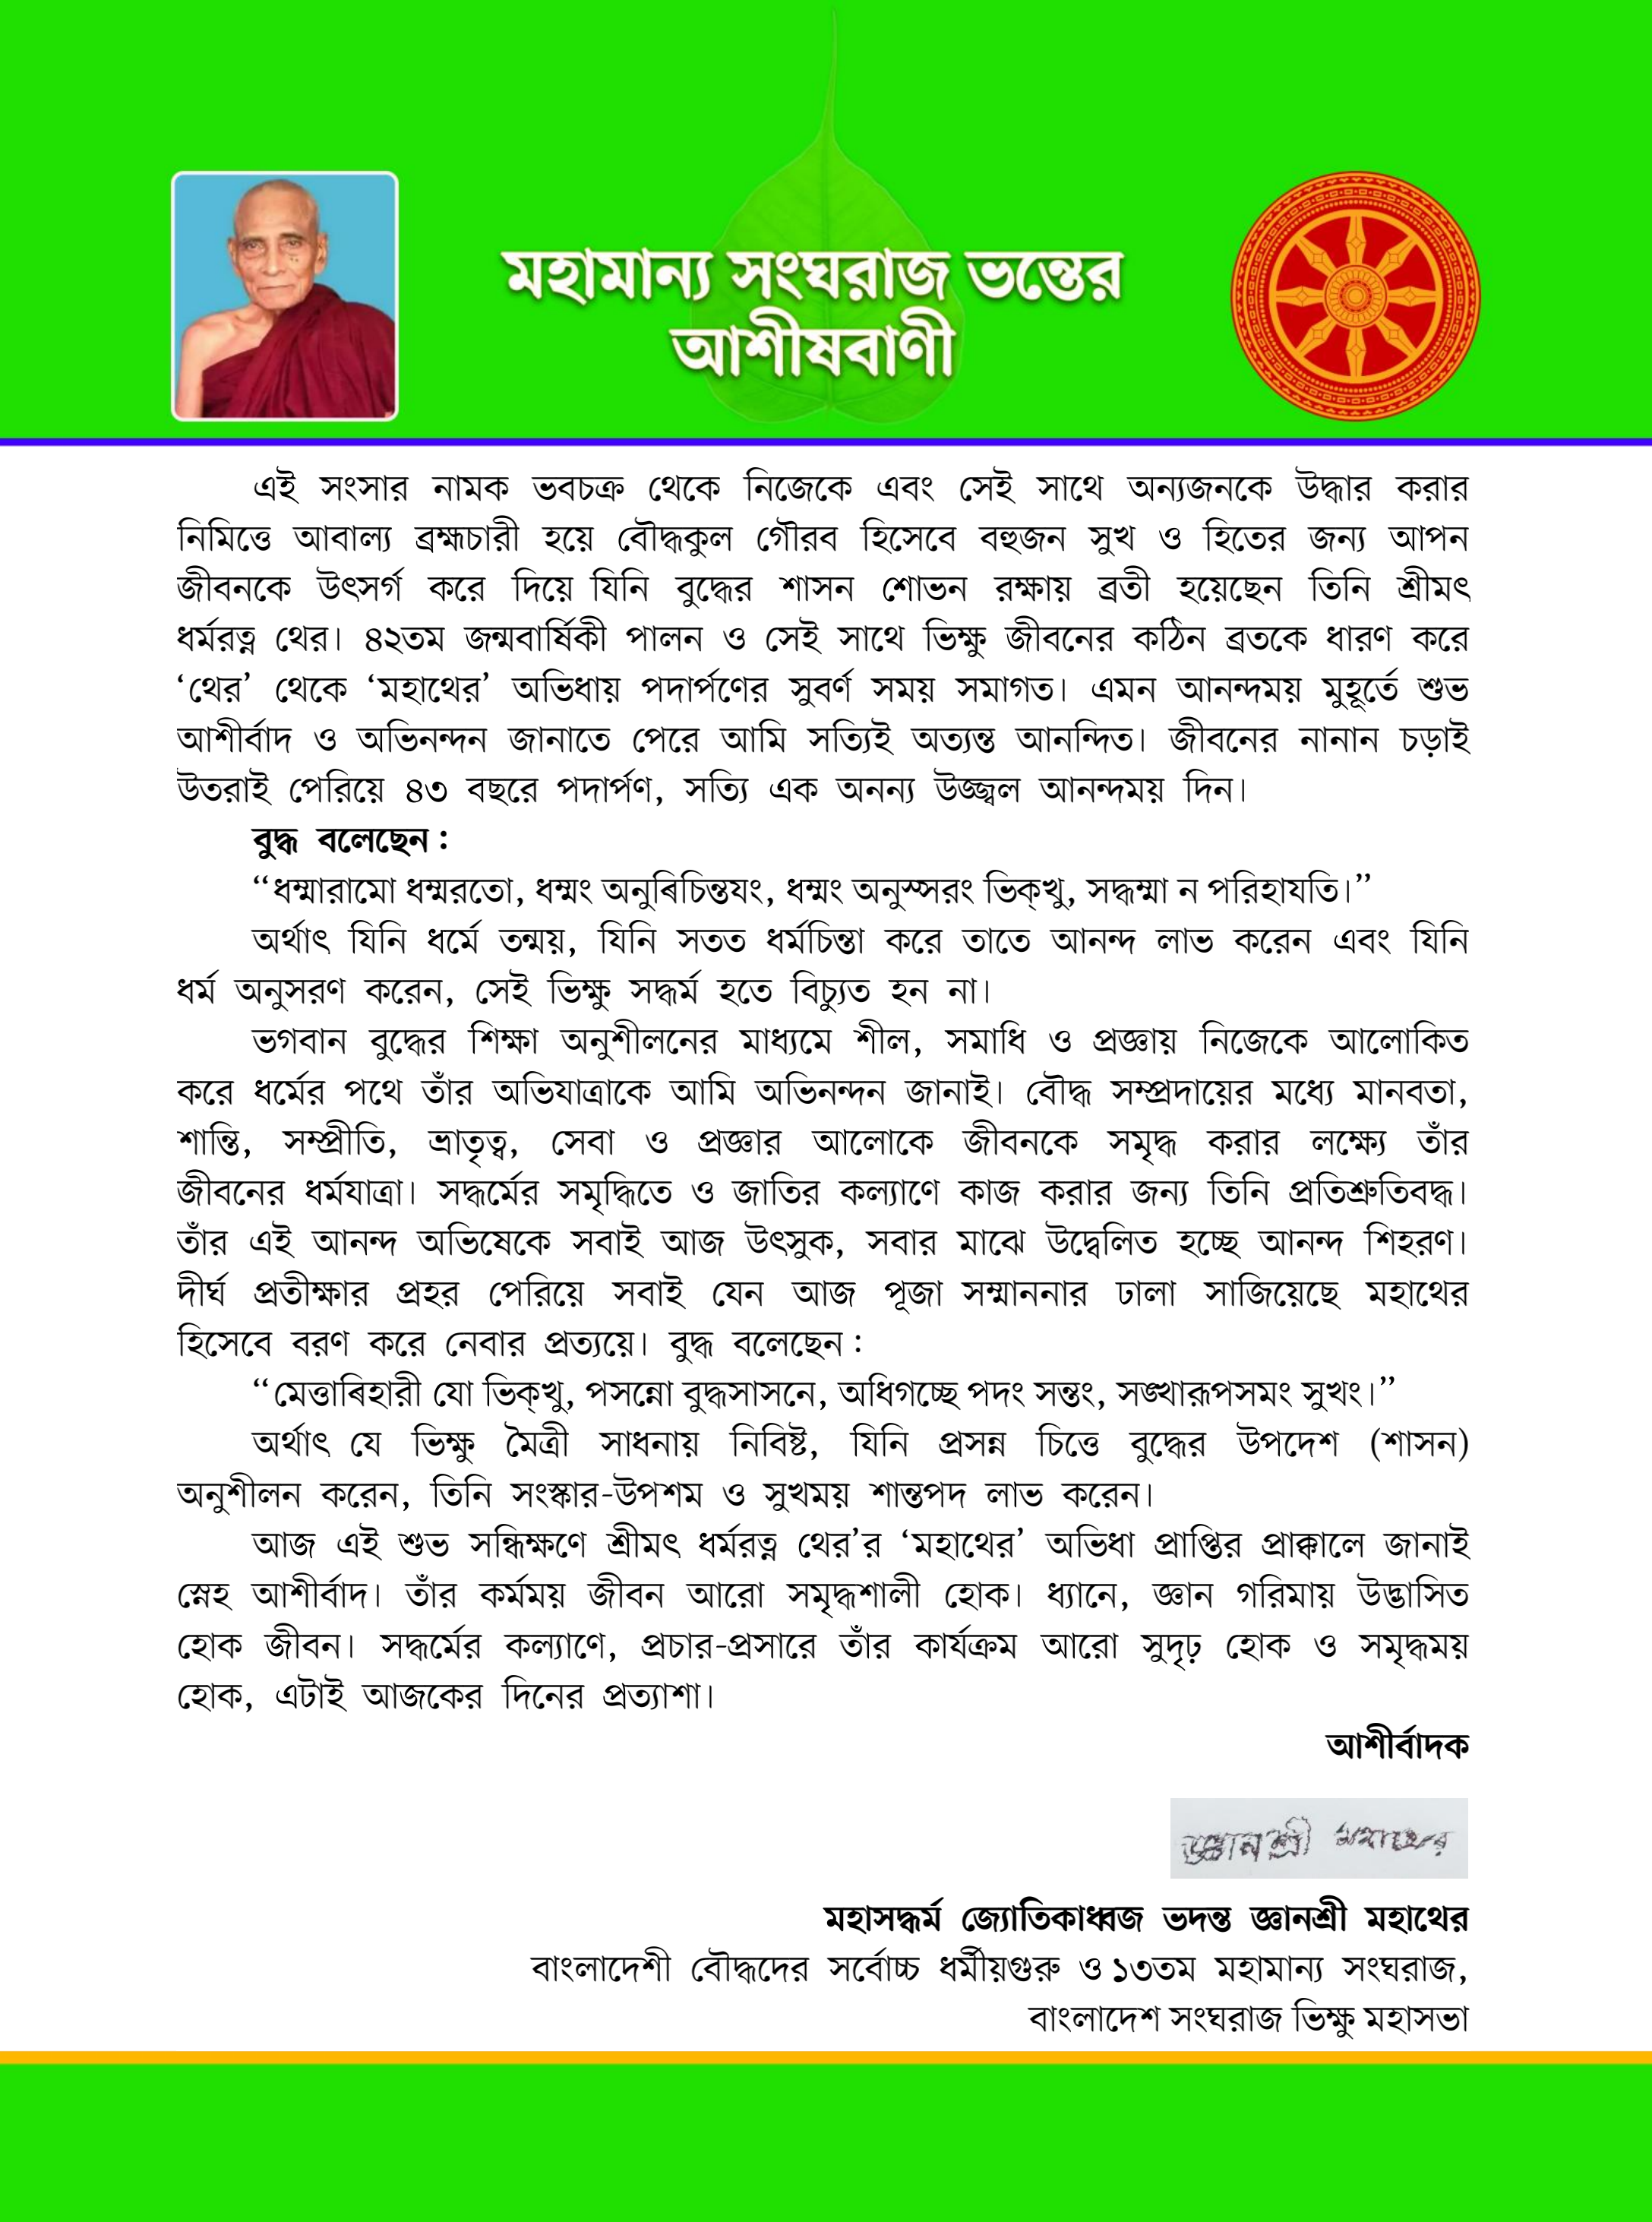 মহামান্য সংঘরাজ ভন্তের
আশীষবাণী
এই সংসার নামক ভবচক্র থেকে নিজেকে এবং সেই সাথে অন্যজনকে উদ্ধার করার
নিমিত্তে আবাল্য ব্রহ্মচারী হয়ে বৌদ্ধকুল গৌরব হিসেবে বহুজন সুখ ও হিতের জন্য আপন
জীবনকে উৎসর্গ করে দিয়ে যিনি বুদ্ধের শাসন শোভন রক্ষায় ব্রতী হয়েছেন তিনি শ্রীমৎ
ধর্মরত্ন থের। ৪২তম জন্মবার্ষিকী পালন ও সেই সাথে ভিক্ষু জীবনের কঠিন ব্রতকে ধারণ করে
‘থের’ থেকে ‘মহাথের’ অভিধায় পদার্পণের সুবর্ণ সময় সমাগত। এমন আনন্দময় মুহূর্তে শুভ
আশীর্বাদ ও অভিনন্দন জানাতে পেরে আমি সত্যিই অত্যন্ত আনন্দিত। জীবনের নানান চড়াই
উতরাই পেরিয়ে ৪৩ বছরে পদার্পণ, সত্যি এক অনন্য উজ্জ্বল আনন্দময় দিন।
বুদ্ধ বলেছেন :
“ধম্মারামো ধম্মরতো, ধম্মং অনুৰিচিন্তযং, ধম্মং অনুস্সরং ভিক্‌খু, সদ্ধম্মা ন পরিহাযতি।”
অর্থাৎ যিনি ধর্মে তন্ময়, যিনি সতত ধর্মচিন্তা করে তাতে আনন্দ লাভ করেন এবং যিনি
ধর্ম অনুসরণ করেন, সেই ভিক্ষু সদ্ধর্ম হতে বিচ্যুত হন না।
ভগবান বুদ্ধের শিক্ষা অনুশীলনের মাধ্যমে শীল, সমাধি ও প্রজ্ঞায় নিজেকে আলোকিত
করে ধর্মের পথে তাঁর অভিযাত্রাকে আমি অভিনন্দন জানাই। বৌদ্ধ সম্প্রদায়ের মধ্যে মানবতা,
শান্তি, সম্প্রীতি, ভ্রাতৃত্ব, সেবা ও প্রজ্ঞার আলোকে জীবনকে সমৃদ্ধ করার লক্ষ্যে তাঁর
জীবনের ধর্মযাত্রা। সদ্ধর্মের সমৃদ্ধিতে ও জাতির কল্যাণে কাজ করার জন্য তিনি প্রতিশ্রুতিবদ্ধ।
তাঁর এই আনন্দ অভিষেকে সবাই আজ উৎসুক, সবার মাঝে উদ্বেলিত হচ্ছে আনন্দ শিহরণ।
দীর্ঘ প্রতীক্ষার প্রহর পেরিয়ে সবাই যেন আজ পূজা সম্মাননার ঢালা সাজিয়েছে মহাথের
হিসেবে বরণ করে নেবার প্রত্যয়ে। বুদ্ধ বলেছেন :
“মেত্তাৰিহারী যো ভিক্‌খু, পসন্নো বুদ্ধসাসনে, অধিগচ্ছে পদং সন্তং, সঙ্খারূপসমং সুখং।”
অর্থাৎ যে ভিক্ষু মৈত্রী সাধনায় নিবিষ্ট, যিনি প্রসন্ন চিত্তে বুদ্ধের উপদেশ (শাসন)
অনুশীলন করেন, তিনি সংস্কার-উপশম ও সুখময় শান্তপদ লাভ করেন।
আজ এই শুভ সন্ধিক্ষণে শ্রীমৎ ধর্মরত্ন থের’র ‘মহাথের’ অভিধা প্রাপ্তির প্রাক্কালে জানাই
স্নেহ আশীর্বাদ। তাঁর কর্মময় জীবন আরো সমৃদ্ধশালী হোক। ধ্যানে, জ্ঞান গরিমায় উদ্ভাসিত
হোক জীবন। সদ্ধর্মের কল্যাণে, প্রচার-প্রসারে তাঁর কার্যক্রম আরো সুদৃঢ় হোক ও সমৃদ্ধময়
হোক, এটাই আজকের দিনের প্রত্যাশা।
আশীর্বাদক
জ্ঞানশ্রী মহাথের
মহাসদ্ধর্ম জ্যোতিকাধ্বজ ভদন্ত জ্ঞানশ্রী মহাথের
বাংলাদেশী বৌদ্ধদের সর্বোচ্চ ধর্মীয়গুরু ও ১৩তম মহামান্য সংঘরাজ,
বাংলাদেশ সংঘরাজ ভিক্ষু মহাসভা